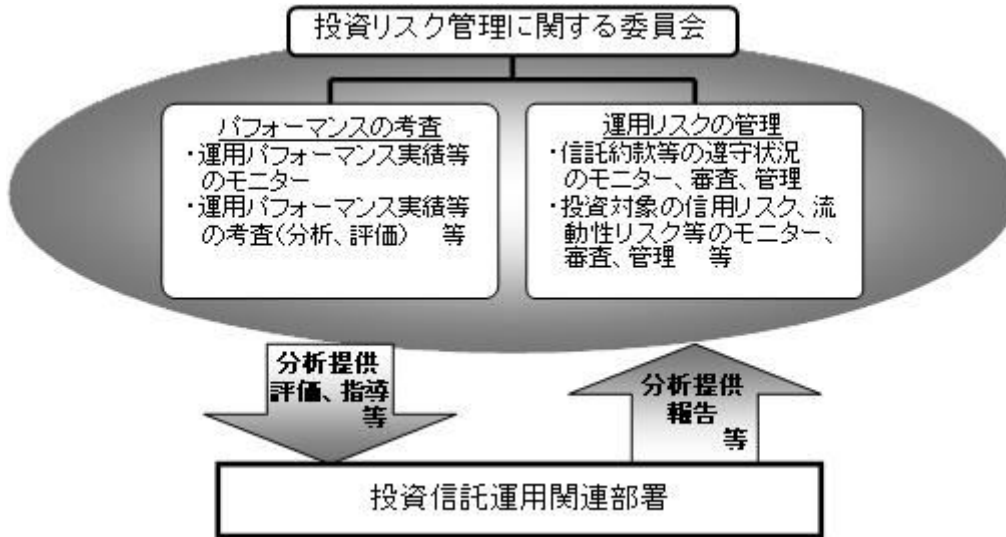 投資リスク管理に関する委員会
パフォーマンスの考査
・運用パフォーマンス実績等
のモニター
・運用パフォーマンス実績等
の考査(分析、評価) 等
運用リスクの管理
・信託約款等の遵守状況
のモニター、審査、管理
・投資対象の信用リスク、流
動性リスク等のモニター、
審査、管理 等
分析提供
評価、指導
等
分析提供
報告
等
投資信託運用関連部署